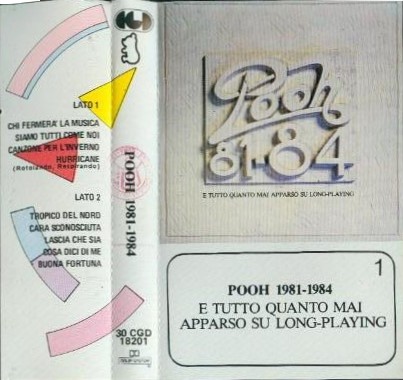 LATO 1
CHI FERMERA' LA MUSICA
SIAMO TUTTI COME NOI
CANZONE PER L'INVERNO
HURRICANE
(Rotolando, Respirando)
LATO 2
TROPICO DEL NORD
CARA SCONOSCIUTA
LASCIA CHE SIA
COSA DICI DI ME
BUONA FORTUNA
POOH 1981-1984
30 CGD
18201
DOLBY SYSTEM
Pooh
81-84
E TUTTO QUANTO MAI APPARSO SU LONG-PLAYING
1
POOH 1981-1984
E TUTTO QUANTO MAI
APPARSO SU LONG-PLAYING